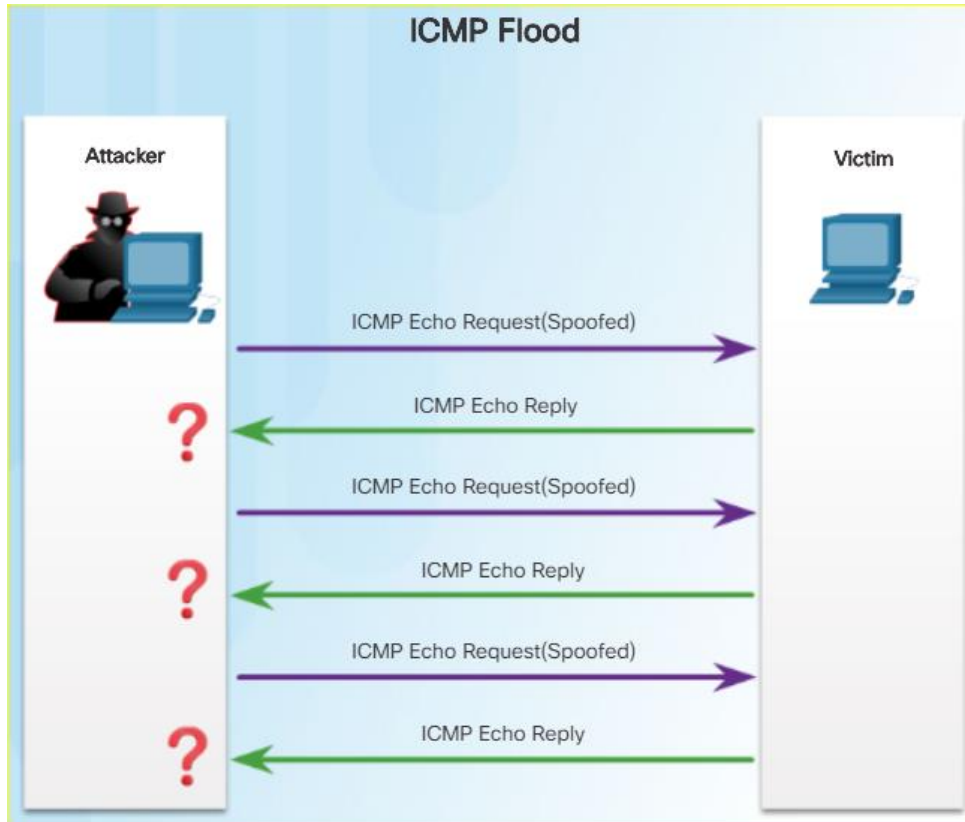 ICMP Flood
Attacker
Victim
ICMP Echo Request(Spoofed)
?
ICMP Echo Reply
ICMP Echo Request(Spoofed)
?
ICMP Echo Reply
ICMP Echo Request(Spoofed)
?
ICMP Echo Reply